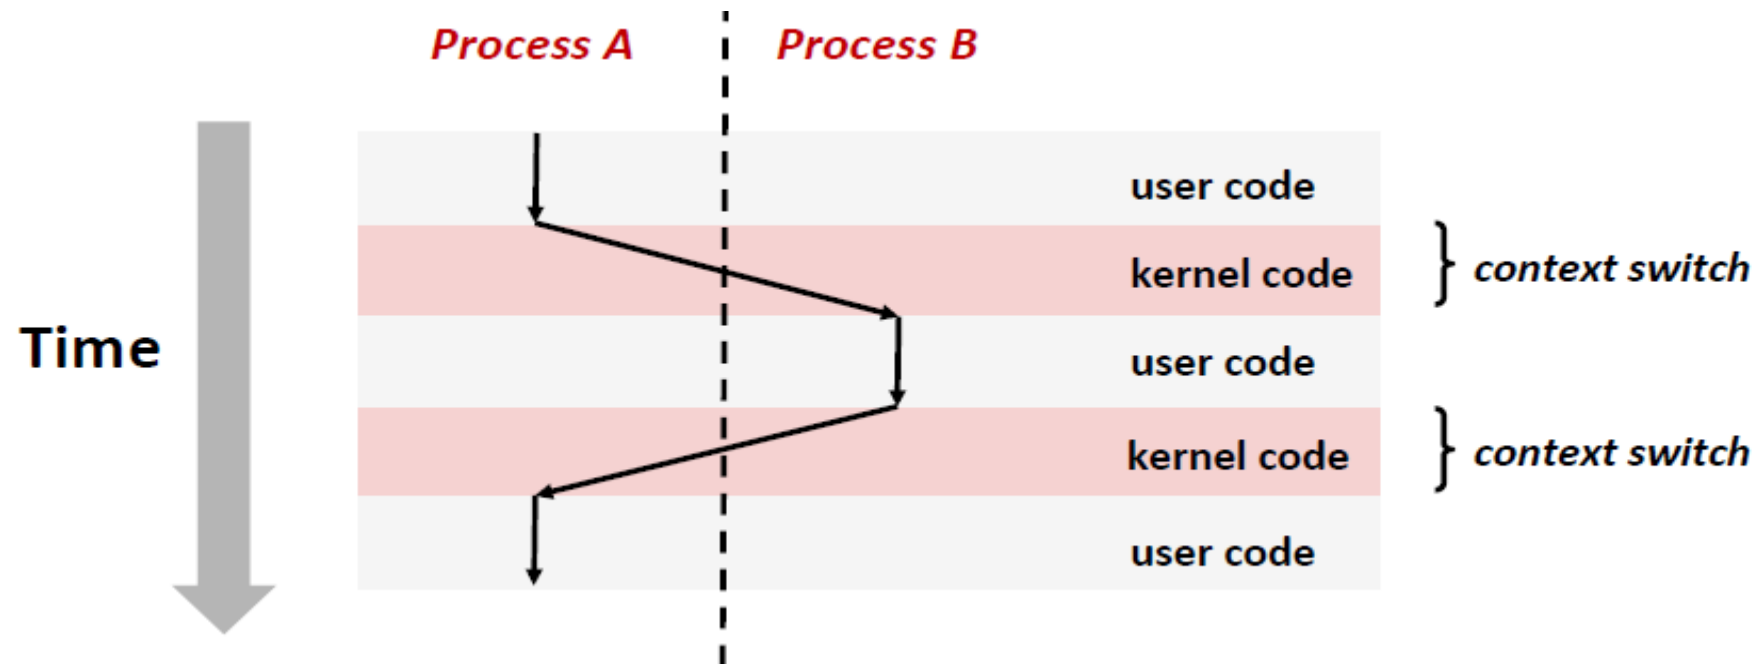 Process A
Process B
user code
kernel code
context switch
Time
user code
kernel code
context switch
user code